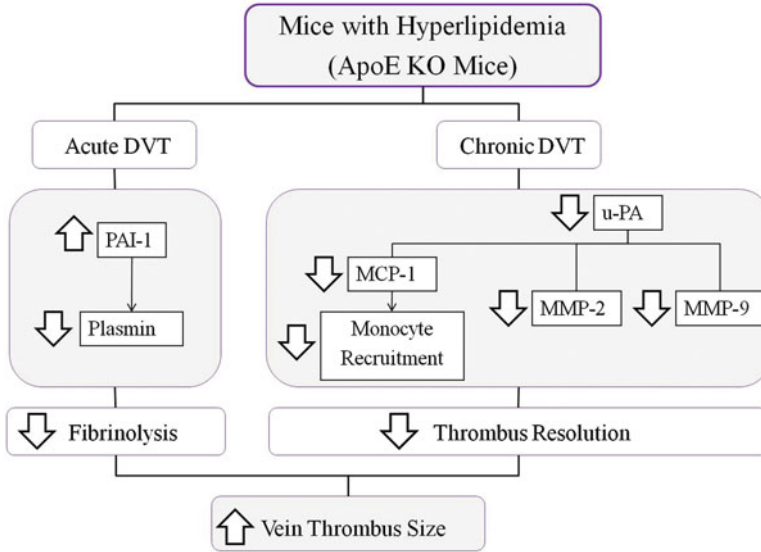 Mice with Hyperlipidemia
(ApoE KO Mice)
Acute DVT
Chronic DVT
PAI-1
Plasmin
u-PA
MCP-1
Monocyte
Recruitment
MMP-2
MMP-9
Fibrinolysis
Thrombus Resolution
Vein Thrombus Size